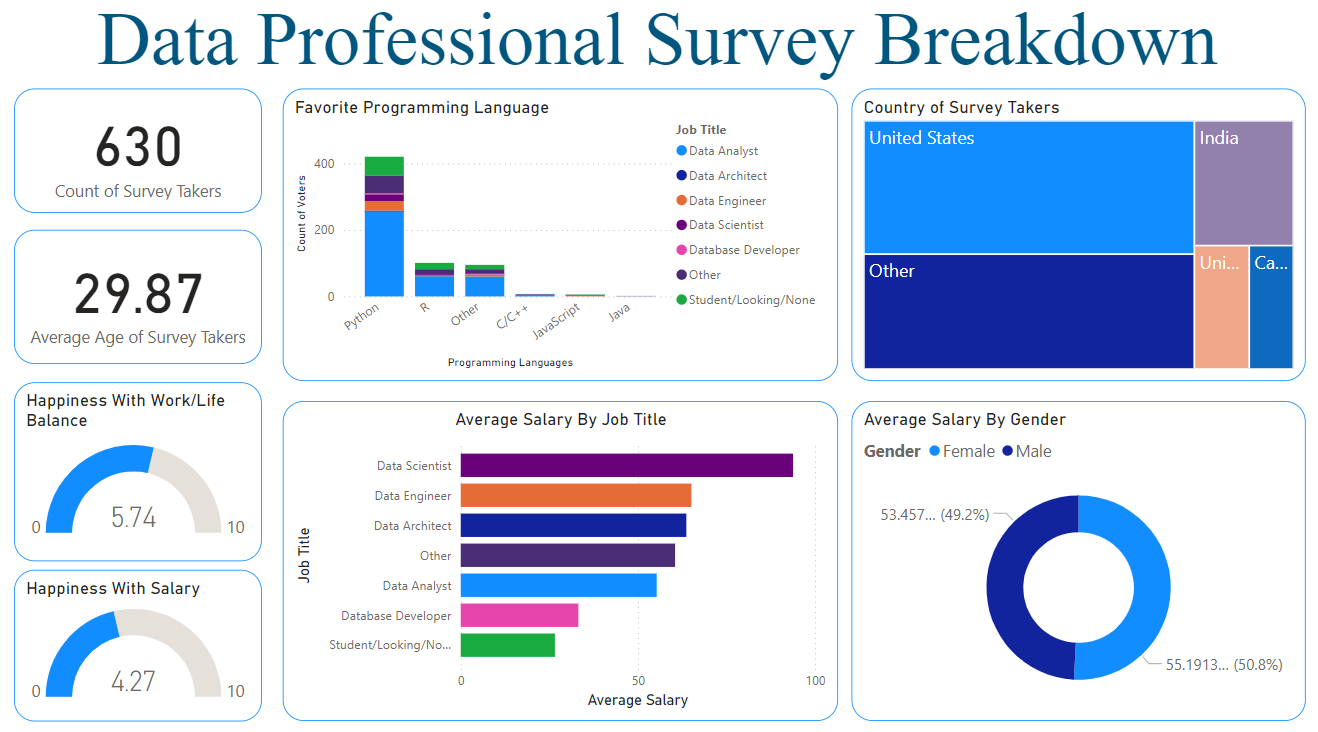 Data Professional Survey Breakdown
630
Count of Survey Takers
29.87
Average Age of Survey Takers
Happiness With Work/Life
Balance
5.74
0
10
Happiness With Salary
4.27
0
10
Favorite Programming Language
Count of Voters
400
200
0
Python
R
Other
C/C++
JavaScript
Java
Programming Languages
Job Title
Data Analyst
Data Architect
Data Engineer
Data Scientist
Database Developer
Other
Student/Looking/None
Average Salary By Job Title
Job Title
Data Scientist
Data Engineer
Data Architect
Other
Data Analyst
Database Developer
Student/Looking/No...
0
50
100
Average Salary
Country of Survey Takers
United States
Other
India
Uni...
Ca...
Average Salary By Gender
Gender Female Male
53.457... (49.2%)
55.1913... (50.8%)